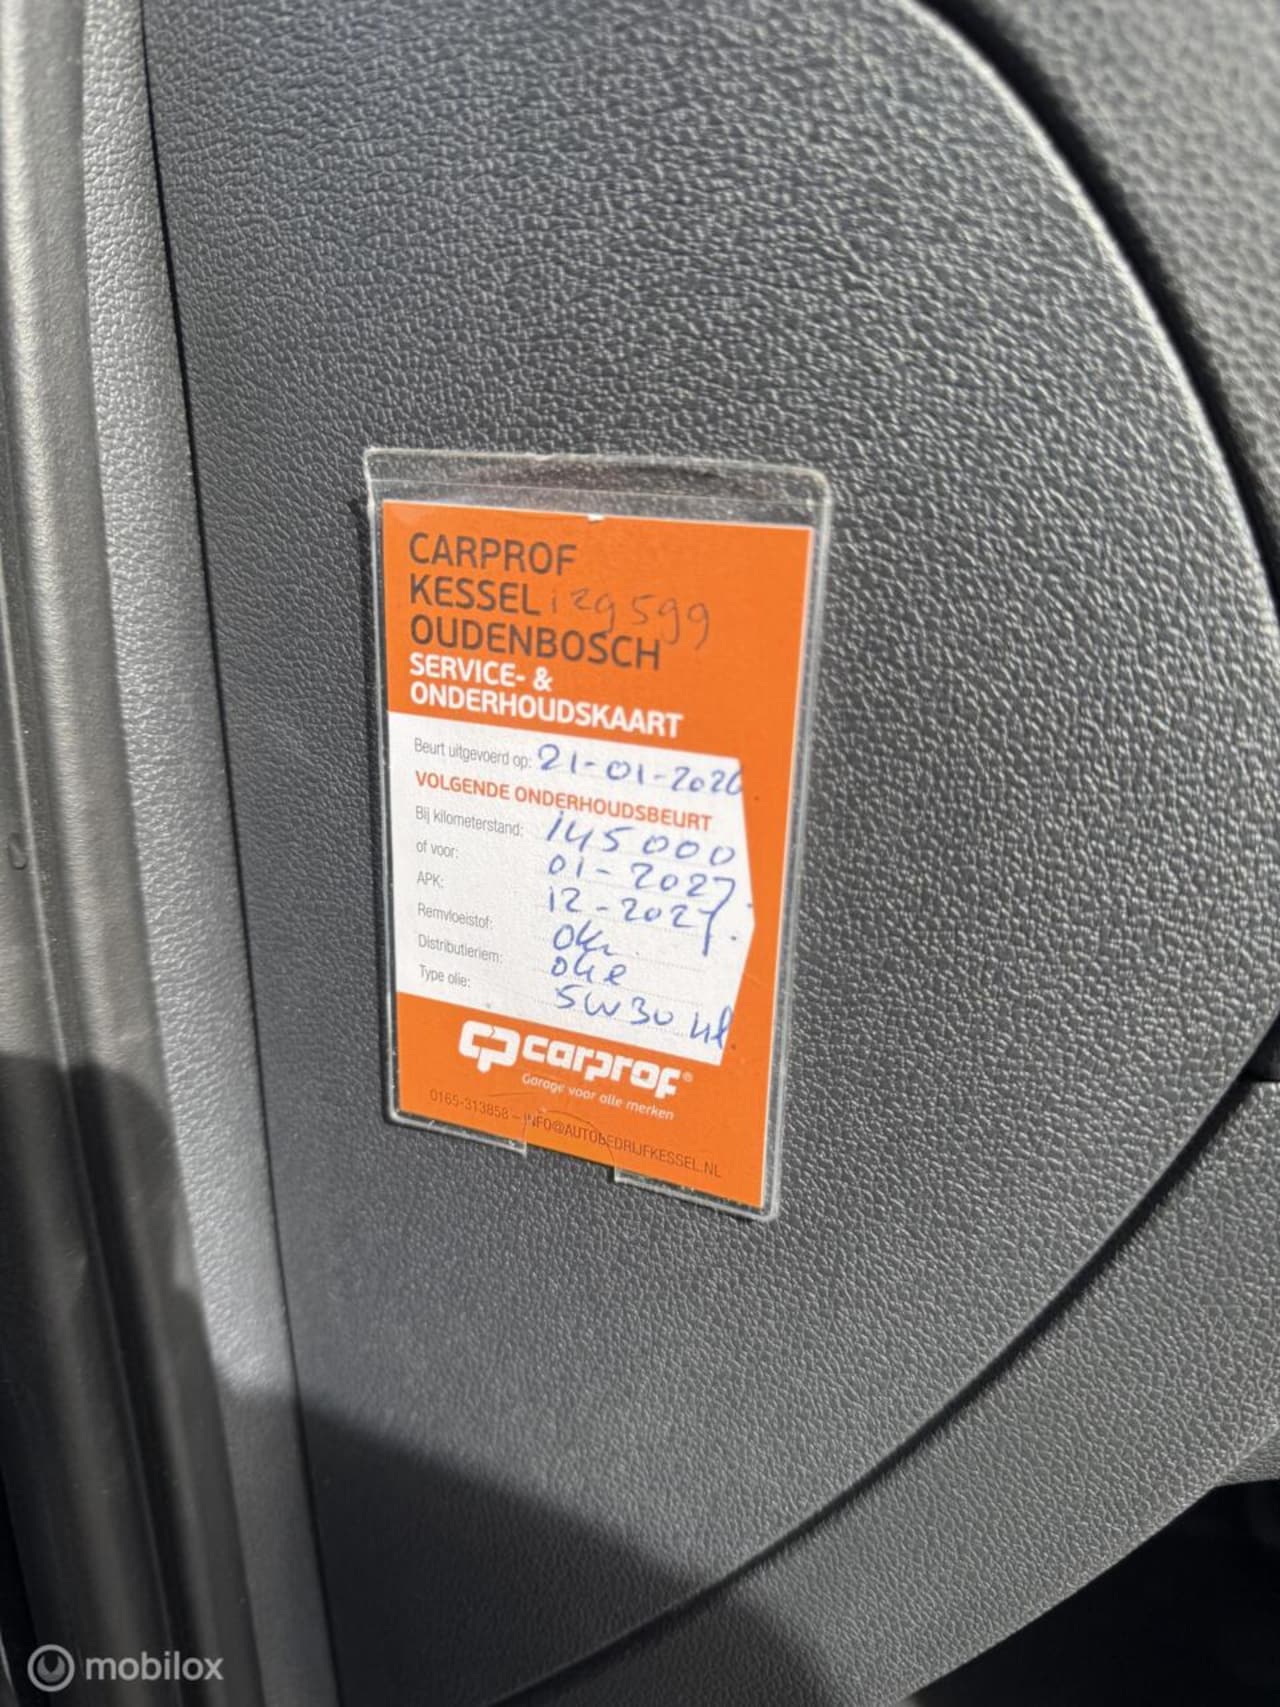 CARPROF
KESSEL 129599
OUDENBOSCH
SERVICE- &
ONDERHOUDSKAART
Beurt uitgevoerd op: 21-01-2026
VOLGENDE ONDERHOUDSBEURT
Bij kilometerstand: 145000
of voor: 01-2027
APK: 12-2027
Remvloeistof: ok
Distributieriem: oke
Type olie: 5W30
CP carprof®
Garage voor alle merken
0165-313858 – INFO@AUTOBEDRIJFKESSEL.NL
mobilox